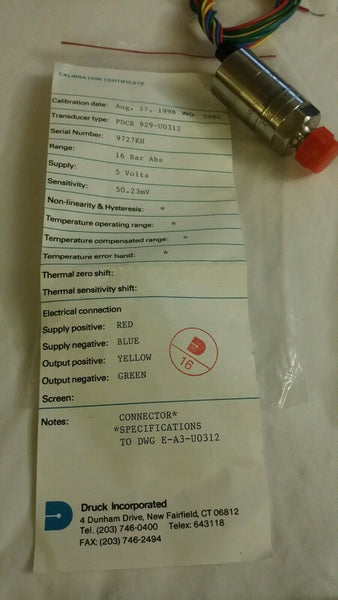 CALIBRATION CERTIFICATE
Calibration date: Aug. 27, 1998 WO: 5984
Transducer type: PDCR 929-U0312
Serial Number: 9727KH
Range: 16 Bar Abs
Supply: 5 Volts
Sensitivity: 50.23mV
Non-linearity & Hysteresis: *
Temperature operating range: *
Temperature compensated range: *
Temperature error band: *
Thermal zero shift:
Thermal sensitivity shift:
Electrical connection
Supply positive: RED
Supply negative: BLUE
Output positive: YELLOW
Output negative: GREEN
16
Screen:
Notes: CONNECTOR*
*SPECIFICATIONS
TO DWG E-A3-U0312
Druck Incorporated
4 Dunham Drive, New Fairfield, CT 06812
Tel. (203) 746-0400 Telex: 643118
FAX: (203) 746-2494